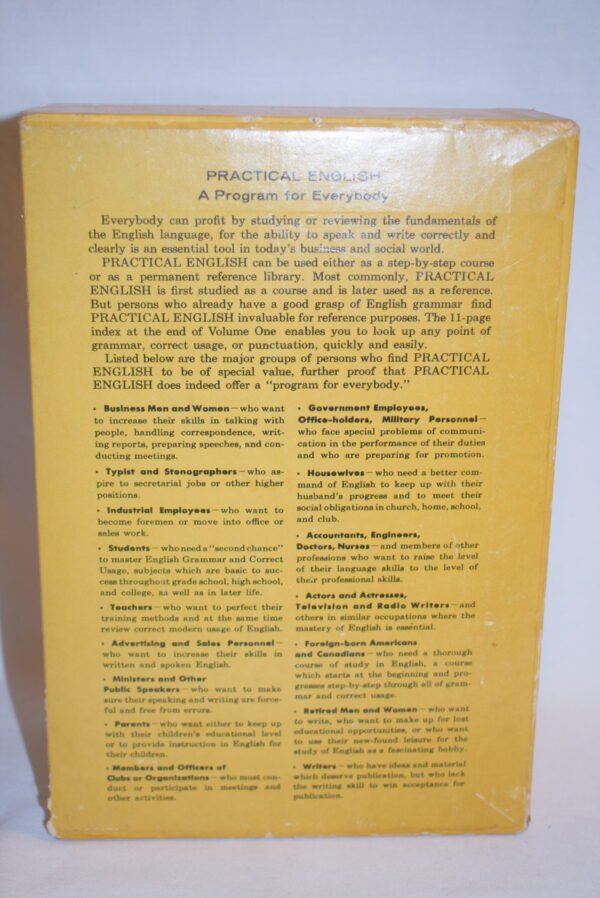 PRACTICAL ENGLISH
A Program for Everybody
Everybody can profit by studying or reviewing the fundamentals of
the English language, for the ability to speak and write correctly and
clearly is an essential tool in today's business and social world.
PRACTICAL ENGLISH can be used either as a step-by-step course
or as a permanent reference library. Most commonly, PRACTICAL
ENGLISH is first studied as a course and is later used as a reference.
But persons who already have a good grasp of English grammar find
PRACTICAL ENGLISH invaluable for reference purposes. The 11-page
index at the end of Volume One enables you to look up any point of
grammar, correct usage, or punctuation, quickly and easily.
Listed below are the major groups of persons who find PRACTICAL
ENGLISH to be of special value, further proof that PRACTICAL
ENGLISH does indeed offer a "program for everybody."
• Business Men and Women — who want
to increase their skills in talking with
people, handling correspondence, writ-
ing reports, preparing speeches, and con-
ducting meetings.
• Typist and Stenographers — who as-
pire to secretarial jobs or other higher
positions.
• Industrial Employees — who want to
become foremen or move into office or
sales work.
• Students — who need a "second chance"
to master English Grammar and Correct
Usage, subjects which are basic to suc-
cess throughout grade school, high school,
and college, as well as in later life.
• Teachers — who want to perfect their
training methods and at the same time
review correct modern usage of English.
• Advertising and Sales Personnel —
who want to increase their skills in
written and spoken English.
• Ministers and Other
Public Speakers — who want to make
sure their speaking and writing are force-
ful and free from errors.
• Parents — who want either to keep up
with their children's educational level
or to provide instruction in English for
their children.
• Members and Officers of
Clubs or Organizations — who must con-
duct or participate in meetings and
other activities.
• Government Employees,
Office-holders, Military Personnel —
who face special problems of communi-
cation in the performance of their duties
and who are preparing for promotion.
• Housewives — who need a better com-
mand of English to keep up with their
husband's progress and to meet their
social obligations in church, home, school,
and club.
• Accountants, Engineers,
Doctors, Nurses — and members of other
professions who want to raise the level
of their language skills to the level of
their professional skills.
• Actors and Actresses,
Television and Radio Writers — and
others in similar occupations where the
mastery of English is essential.
• Foreign-born Americans
and Canadians — who need a thorough
course of study in English, a course
which starts at the beginning and pro-
gresses step-by-step through all of gram-
mar and correct usage.
• Retired Men and Women — who want
to write, who want to make up for lost
educational opportunities, or who want
to use their new-found leisure for the
study of English as a fascinating hobby.
• Writers — who have ideas and material
which deserve publication, but who lack
the writing skill to win acceptance for
publication.